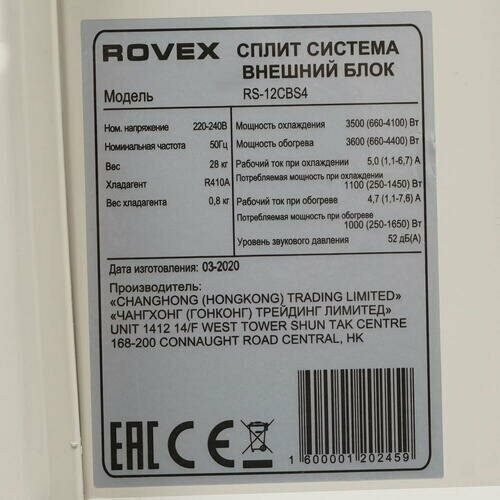 ROVEX СПЛИТ СИСТЕМА
ВНЕШНИЙ БЛОК
Модель RS-12CBS4
Ном. напряжение 220-240В
Номинальная частота 50Гц
Вес 28 кг
Хладагент R410A
Вес хладагента 0,8 кг
Мощность охлаждения 3500 (660-4100) Вт
Мощность обогрева 3600 (660-4400) Вт
Рабочий ток при охлаждении 5,0 (1,1-6,7) А
Потребляемая мощность при охлаждении
1100 (250-1450) Вт
Рабочий ток при обогреве 4,7 (1,1-7,6) А
Потребляемая мощность при обогреве
1000 (250-1650) Вт
Уровень звукового давления 52 дБ(А)
Дата изготовления: 03-2020
Производитель:
«CHANGHONG (HONGKONG) TRADING LIMITED»
«ЧАНГХОНГ (ГОНКОНГ) ТРЕЙДИНГ ЛИМИТЕД»
UNIT 1412 14/F WEST TOWER SHUN TAK CENTRE
168-200 CONNAUGHT ROAD CENTRAL, HK
EAC CE
1 600001 202459